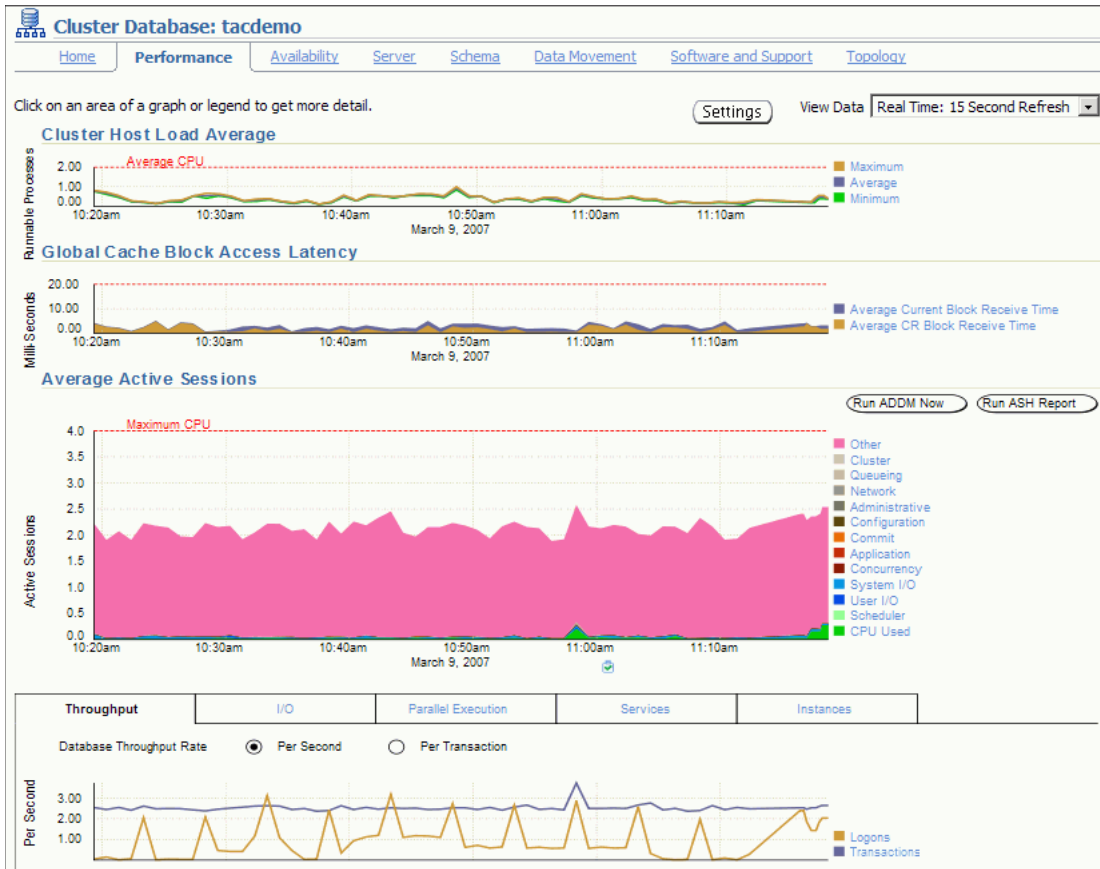 Cluster Database: tacdemo
Home Performance Availability Server Schema Data Movement Software and Support Topology
Click on an area of a graph or legend to get more detail.
Settings View Data Real Time: 15 Second Refresh
Cluster Host Load Average
Runnable Processes
Average CPU
2.00
1.00
0.00
10:20am 10:30am 10:40am 10:50am 11:00am 11:10am
March 9, 2007
Maximum
Average
Minimum
Global Cache Block Access Latency
Milli Seconds
20.00
10.00
0.00
10:20am 10:30am 10:40am 10:50am 11:00am 11:10am
March 9, 2007
Average Current Block Receive Time
Average CR Block Receive Time
Average Active Sessions
Run ADDM Now Run ASH Report
Active Sessions
Maximum CPU
4.0
3.5
3.0
2.5
2.0
1.5
1.0
0.5
0.0
10:20am 10:30am 10:40am 10:50am 11:00am 11:10am
March 9, 2007
Other
Cluster
Queueing
Network
Administrative
Configuration
Commit
Application
Concurrency
System I/O
User I/O
Scheduler
CPU Used
Throughput I/O Parallel Execution Services Instances
Database Throughput Rate Per Second Per Transaction
Per Second
3.00
2.00
1.00
Logons
Transactions